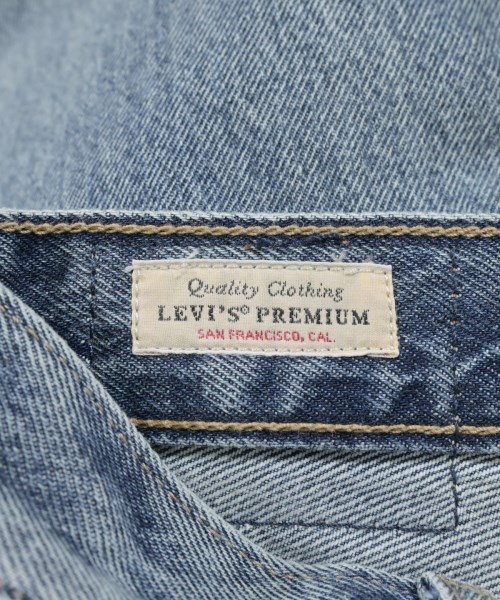 Quality Clothing
LEVI'S® PREMIUM
SAN FRANCISCO, CAL.